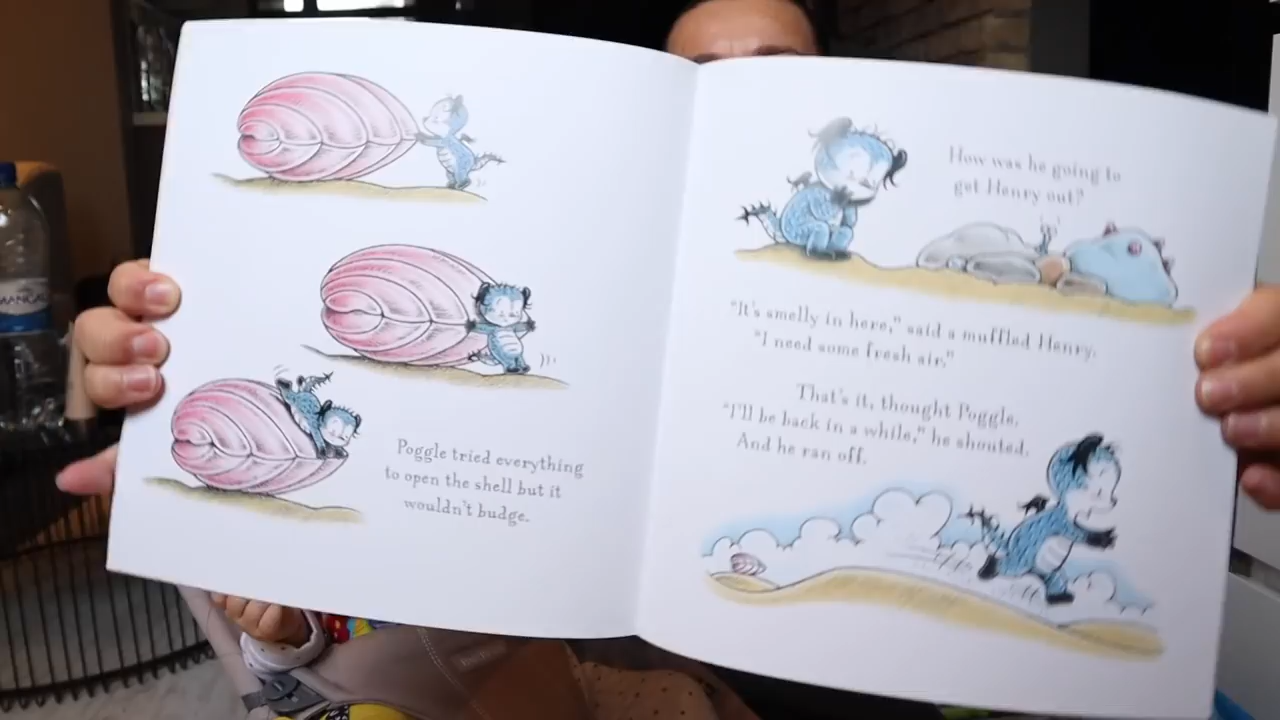 Poggle tried everything
to open the shell but it
wouldn't budge.
How was he going to
get Henry out?
"It's smelly in here," said a muffled Henry.
"I need some fresh air."
That's it, thought Poggle.
"I'll be back in a while," he shouted.
And he ran off.